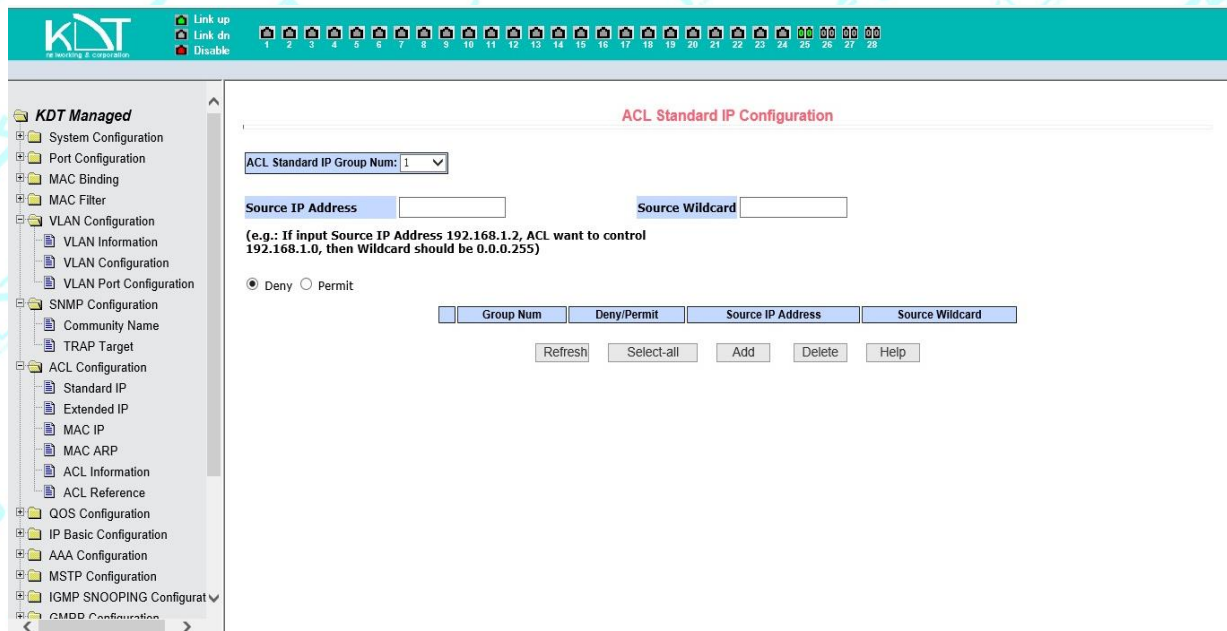 KDT
networking & corporation
Link up
Link dn
Disable
1 2 3 4 5 6 7 8 9 10 11 12 13 14 15 16 17 18 19 20 21 22 23 24 25 26 27 28
KDT Managed
System Configuration
Port Configuration
MAC Binding
MAC Filter
VLAN Configuration
VLAN Information
VLAN Configuration
VLAN Port Configuration
SNMP Configuration
Community Name
TRAP Target
ACL Configuration
Standard IP
Extended IP
MAC IP
MAC ARP
ACL Information
ACL Reference
QOS Configuration
IP Basic Configuration
AAA Configuration
MSTP Configuration
IGMP SNOOPING Configurat
GMRP Configuration
ACL Standard IP Configuration
ACL Standard IP Group Num: 1
Source IP Address Source Wildcard
(e.g.: If input Source IP Address 192.168.1.2, ACL want to control
192.168.1.0, then Wildcard should be 0.0.0.255)
Deny Permit
Group Num Deny/Permit Source IP Address Source Wildcard
Refresh Select-all Add Delete Help